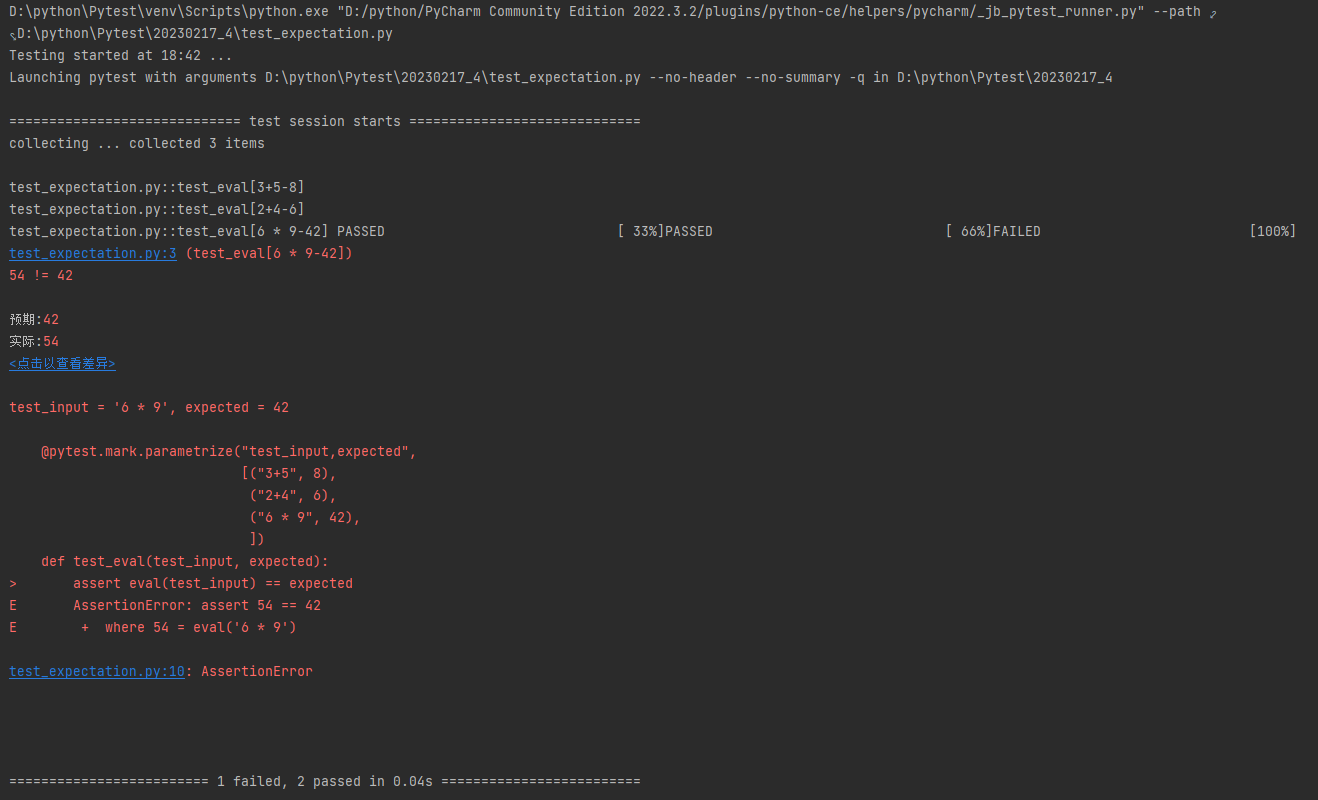 D:\python\Pytest\venv\Scripts\python.exe "D:/python/PyCharm Community Edition 2022.3.2/plugins/python-ce/helpers/pycharm/_jb_pytest_runner.py" --path
D:\python\Pytest\20230217_4\test_expectation.py
Testing started at 18:42 ...
Launching pytest with arguments D:\python\Pytest\20230217_4\test_expectation.py --no-header --no-summary -q in D:\python\Pytest\20230217_4
============================= test session starts =============================
collecting ... collected 3 items
test_expectation.py::test_eval[3+5-8]
test_expectation.py::test_eval[2+4-6]
test_expectation.py::test_eval[6 * 9-42] PASSED                             [ 33%]PASSED                             [ 66%]FAILED                          [100%]
test_expectation.py:3 (test_eval[6 * 9-42])
54 != 42
预期:42
实际:54
<点击以查看差异>
test_input = '6 * 9', expected = 42
    @pytest.mark.parametrize("test_input,expected",
                             [("3+5", 8),
                              ("2+4", 6),
                              ("6 * 9", 42),
                              ])
    def test_eval(test_input, expected):
>       assert eval(test_input) == expected
E       AssertionError: assert 54 == 42
E        +  where 54 = eval('6 * 9')
test_expectation.py:10: AssertionError
========================= 1 failed, 2 passed in 0.04s =========================